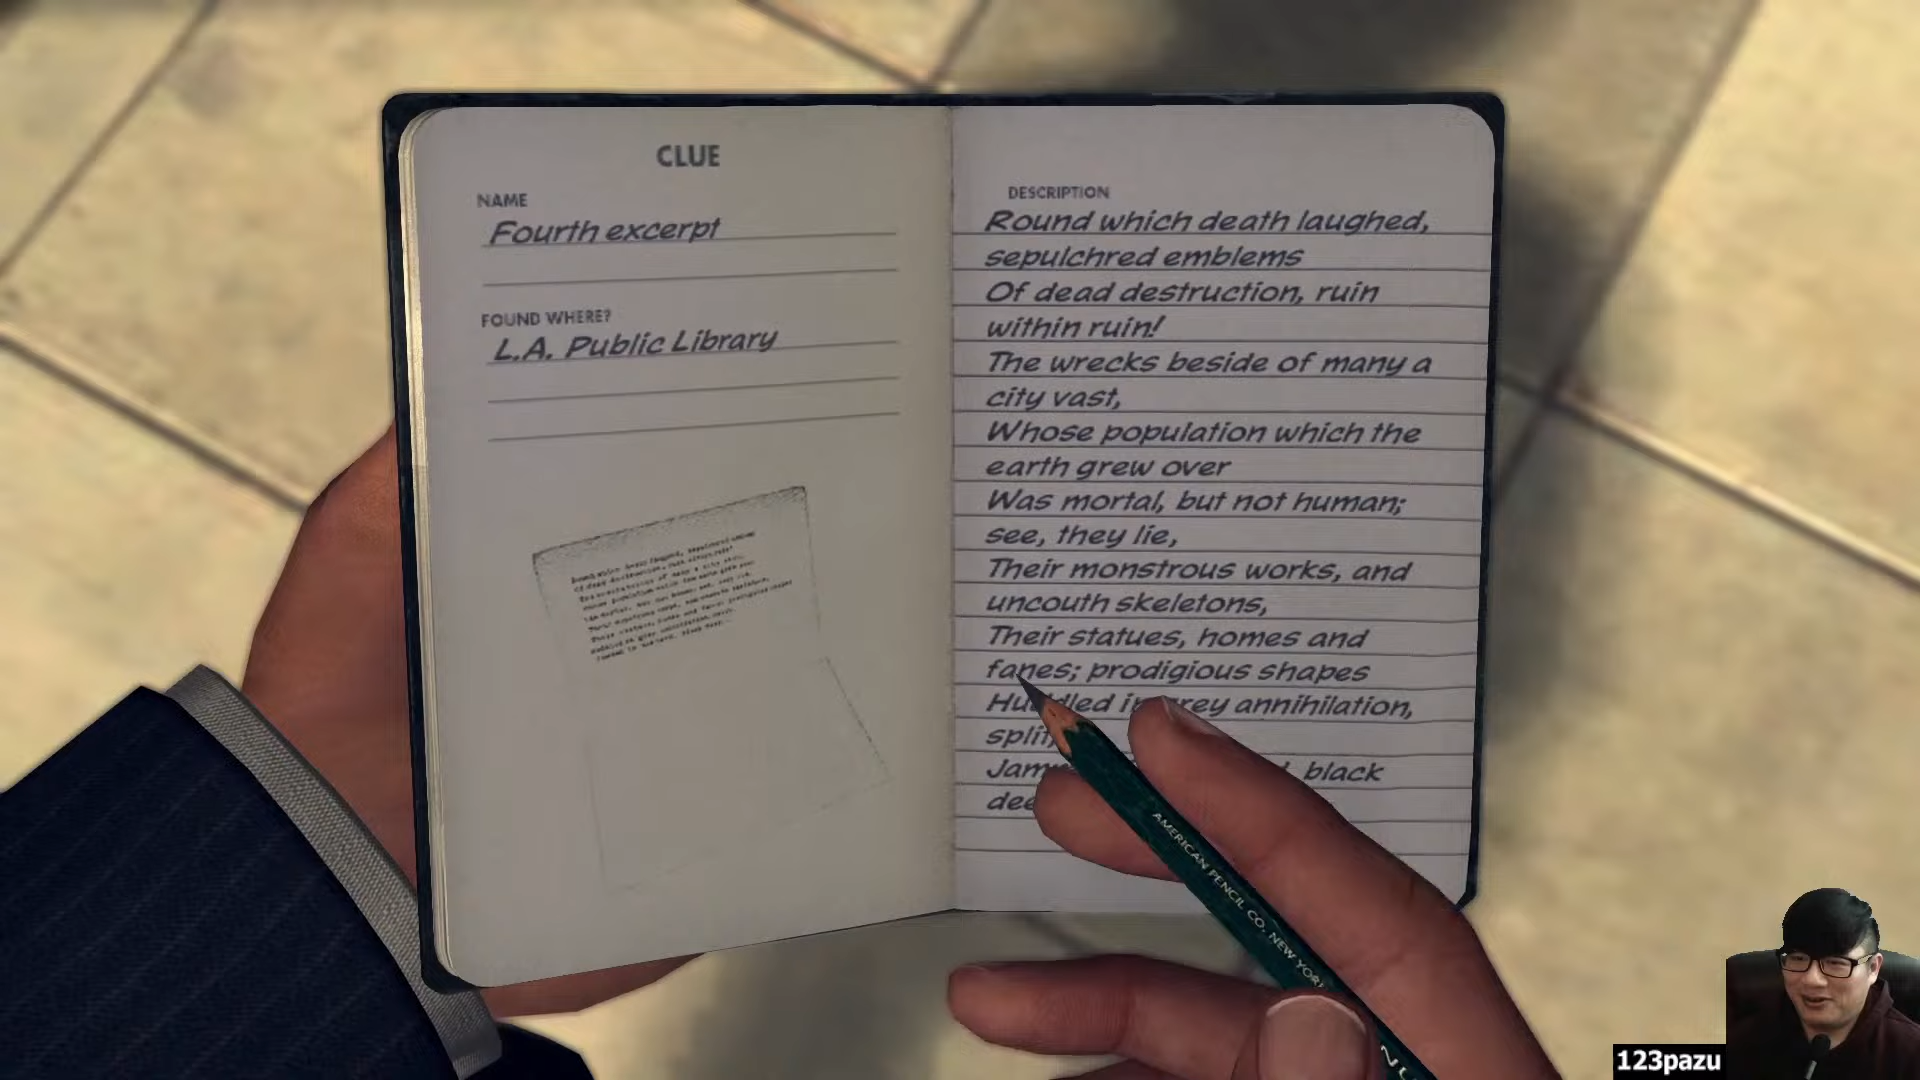 CLUE
NAME
Fourth excerpt
FOUND WHERE?
L.A. Public Library
DESCRIPTION
Round which death laughed,
sepulchred emblems
Of dead destruction, ruin
within ruin!
The wrecks beside of many a
city vast,
Whose population which the
earth grew over
Was mortal, but not human;
see, they lie,
Their monstrous works, and
uncouth skeletons,
Their statues, homes and
fanes; prodigious shapes
annihilation,
black
AMERICAN PENCIL CO. NEW YORK
123pazu